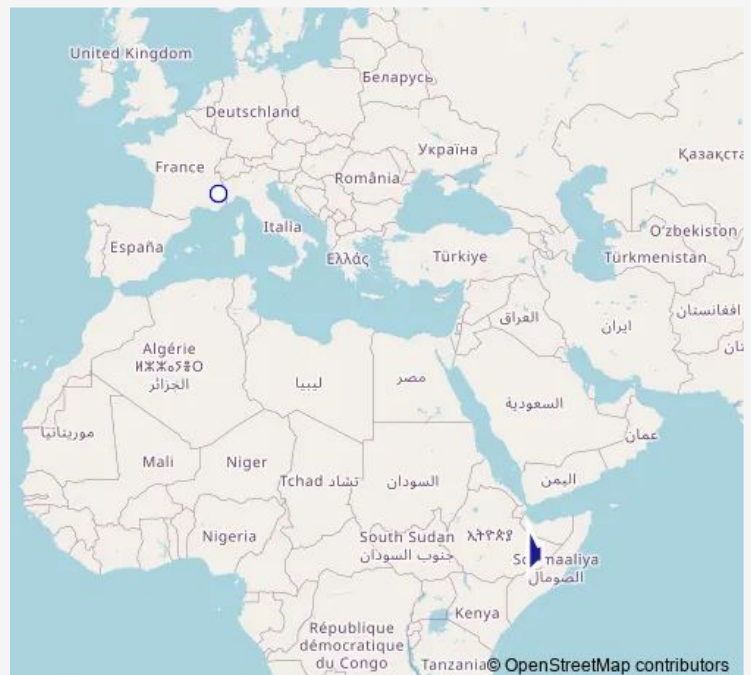 United Kingdom
Беларусь
Deutschland
Україна
Қазақста
France
România
Italia
O'zbekiston
España
Ελλάς
Türkiye
Türkmenistan
العراق
ایران
افغانستان
Algérie
ⵍⵣⵣⴰⵢⴻⵔ
الجزائر
ليبيا
مصر
السعودية
عمان
موريتانيا
Mali
Niger
Tchad تشاد
السودان
اليمن
Nigeria
South Sudan
جنوب السودان
ኢትዮጵያ
maaliya
الصومال
Kenya
République
démocratique
du Congo
Tanzania
© OpenStreetMap contributors